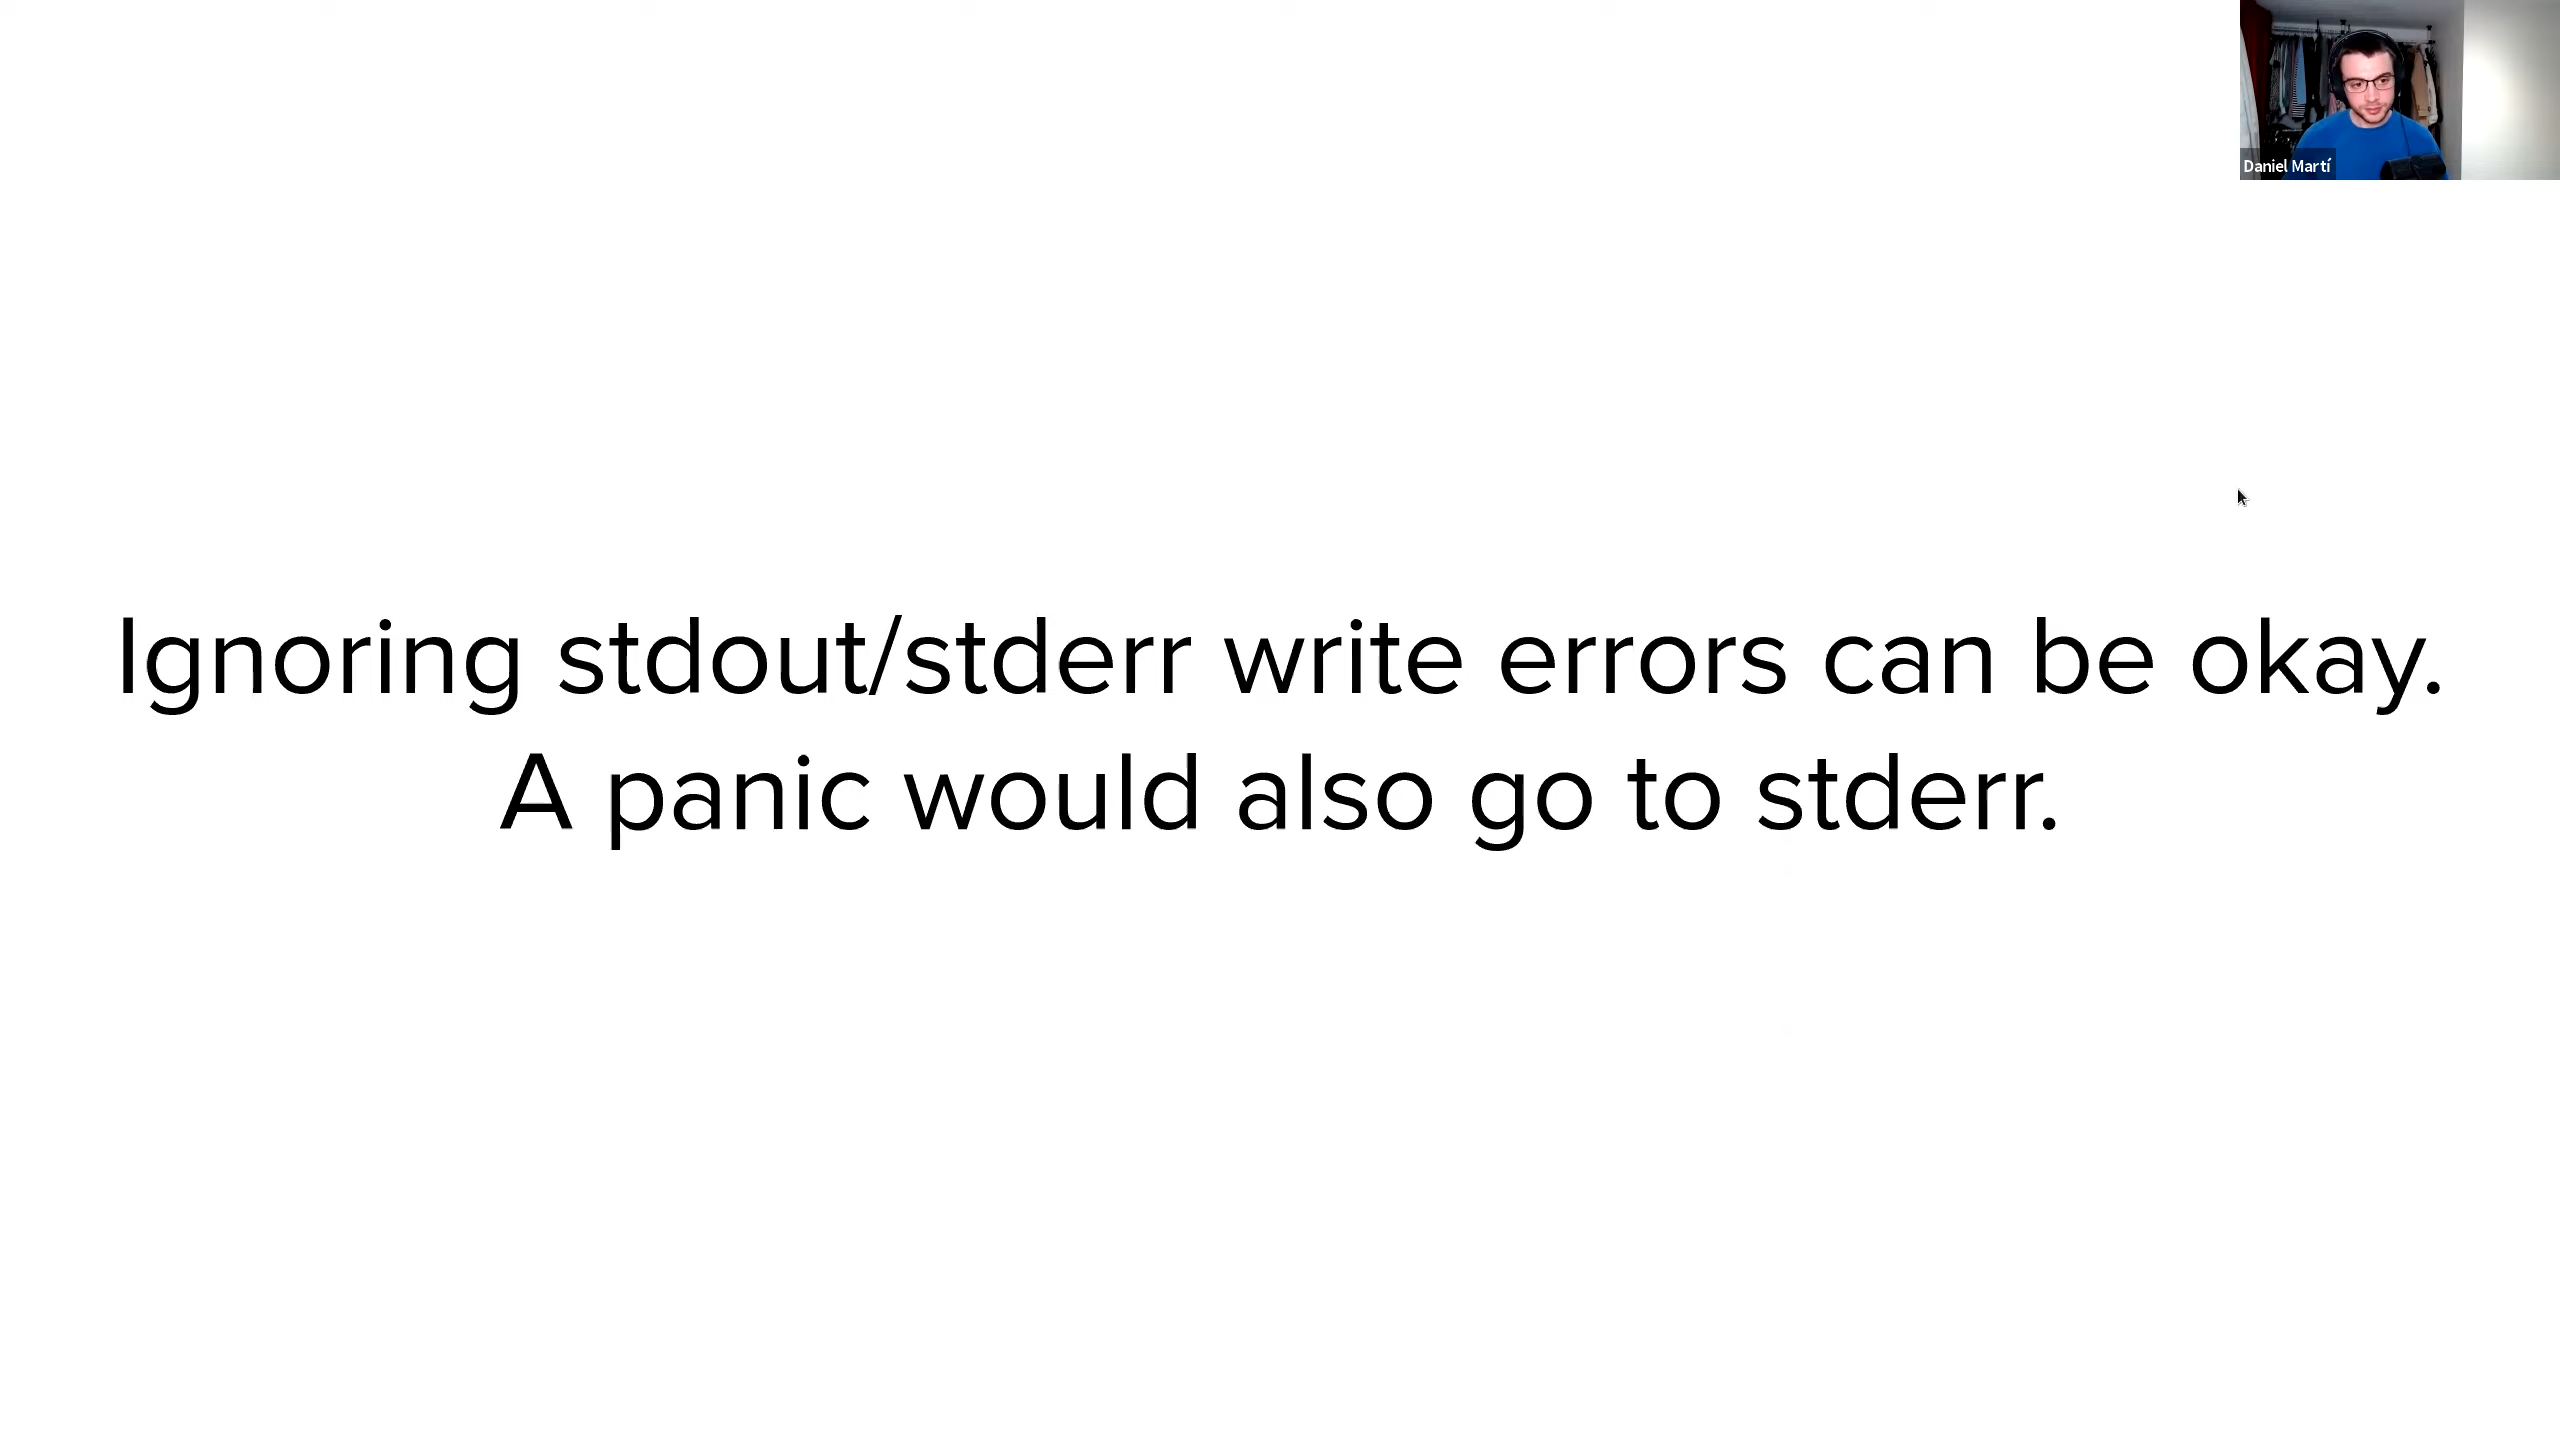 Daniel Martí
Ignoring stdout/stderr write errors can be okay.
A panic would also go to stderr.